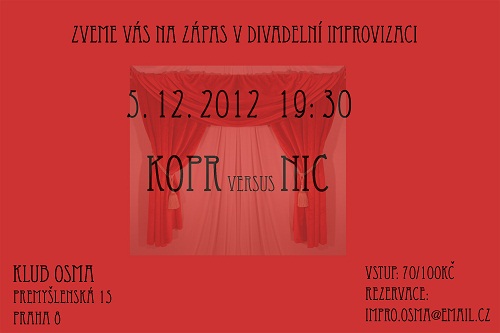 ZVEME VÁS NA ZÁPAS V DIVADELNÍ IMPROVIZACI
5. 12. 2012 19: 30
KOPR VERSUS NIC
KLUB OSMA
PREMYŠLENSKÁ 15
PRAHA 8
VSTUP: 70/100KČ
REZERVACE:
IMPRO.OSMA@EMAIL.CZ